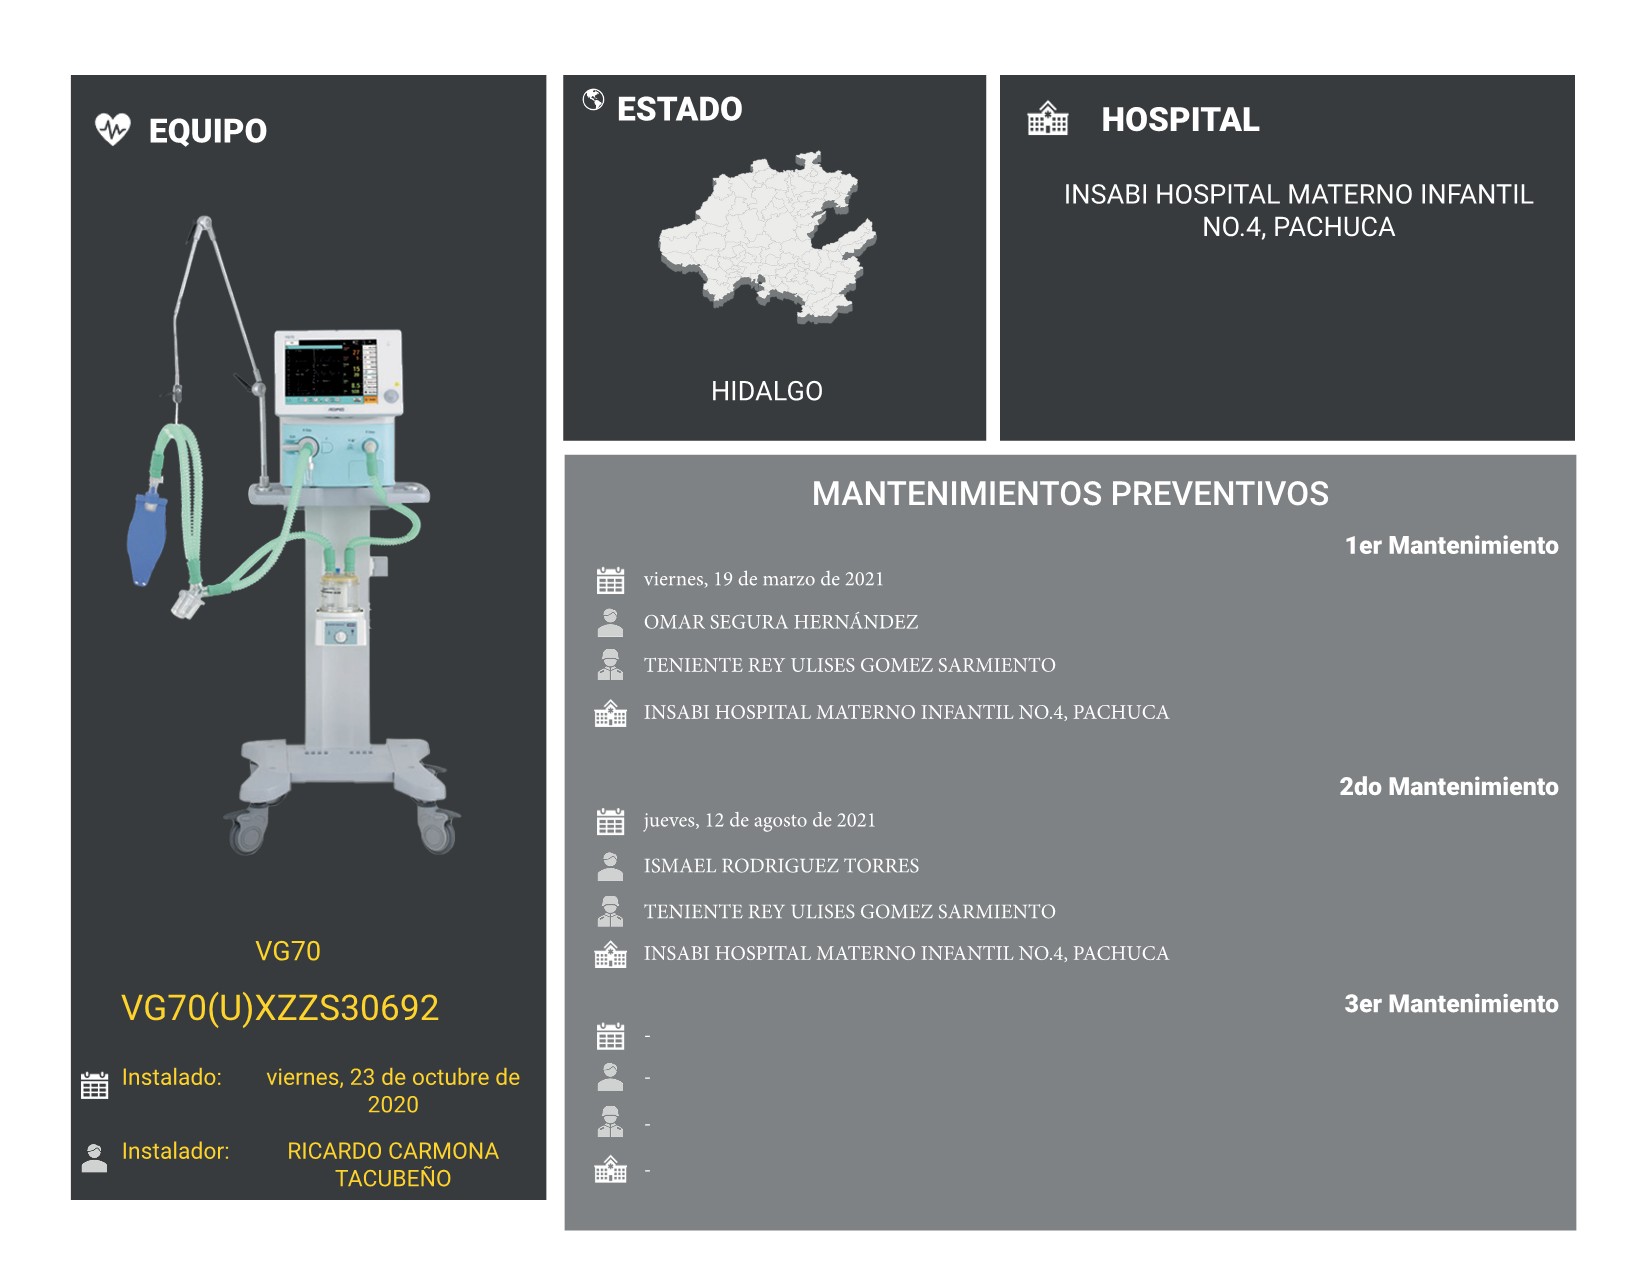 EQUIPO
VG70
VG70(U)XZZS30692
Instalado: viernes, 23 de octubre de
2020
Instalador: RICARDO CARMONA
TACUBEÑO
ESTADO
HIDALGO
HOSPITAL
INSABI HOSPITAL MATERNO INFANTIL
NO.4, PACHUCA
MANTENIMIENTOS PREVENTIVOS
1er Mantenimiento
viernes, 19 de marzo de 2021
OMAR SEGURA HERNÁNDEZ
TENIENTE REY ULISES GOMEZ SARMIENTO
INSABI HOSPITAL MATERNO INFANTIL NO.4, PACHUCA
2do Mantenimiento
jueves, 12 de agosto de 2021
ISMAEL RODRIGUEZ TORRES
TENIENTE REY ULISES GOMEZ SARMIENTO
INSABI HOSPITAL MATERNO INFANTIL NO.4, PACHUCA
3er Mantenimiento
-
-
-
-